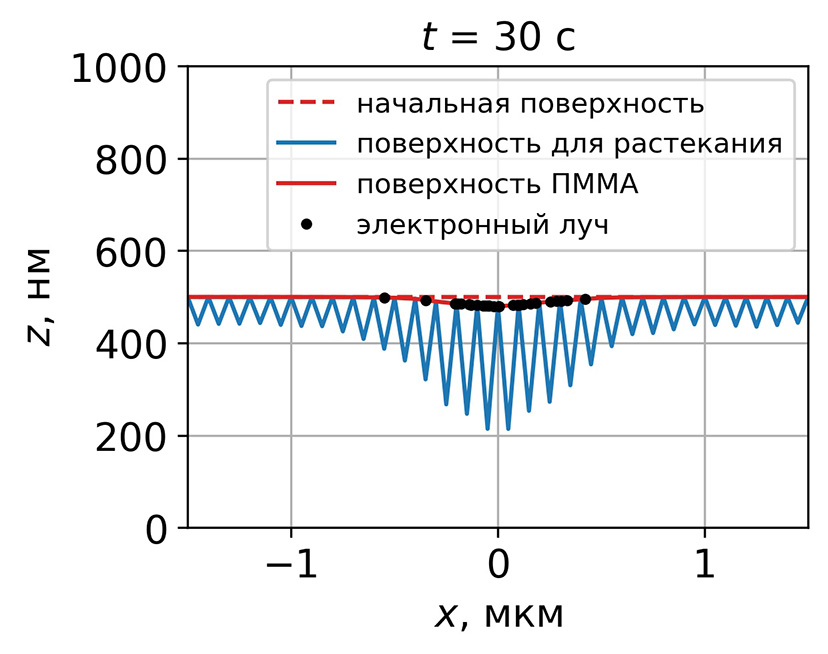 t = 30 с
1000
800
600
400
200
0
z, нм
начальная поверхность
поверхность для растекания
поверхность ПММА
электронный луч
−1 0 1
x, мкм